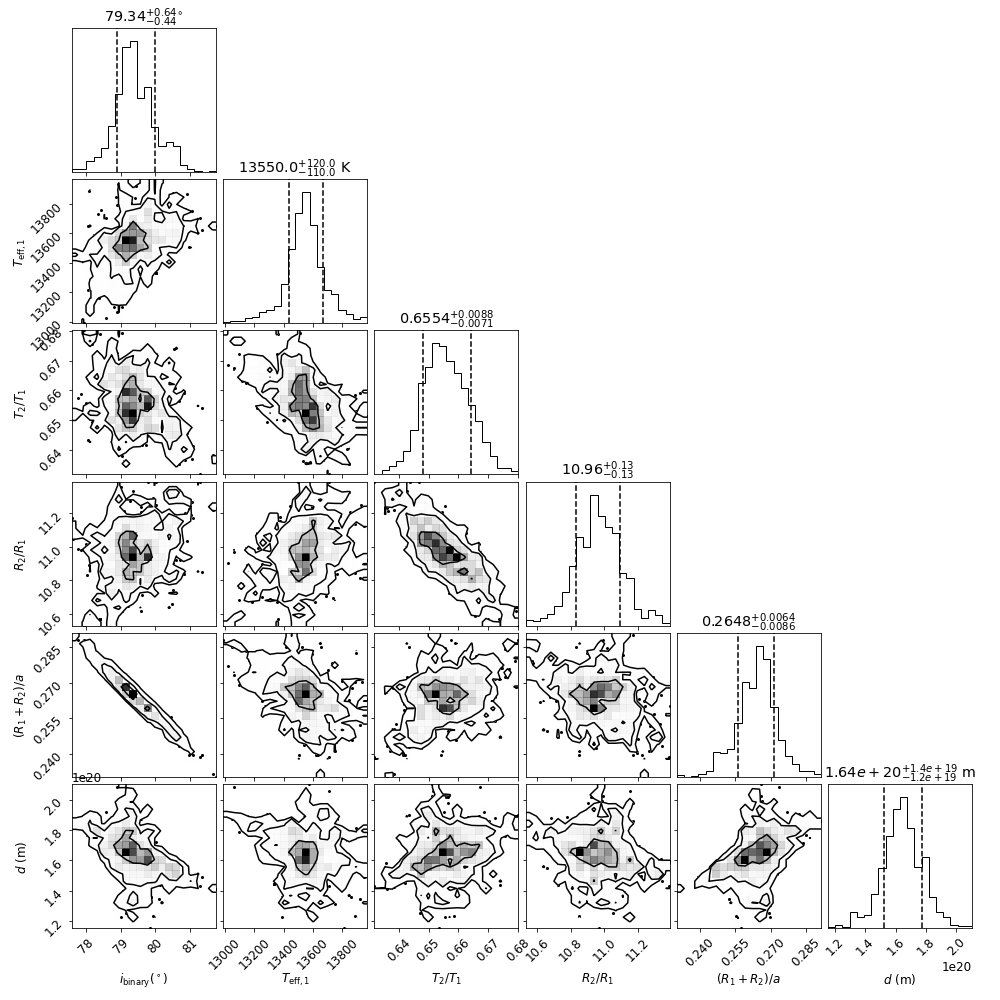 79.34^{+0.64°}_{-0.44}
13550.0^{+120.0}_{-110.0} K
T_{eff,1}
13800
13600
13400
13200
13000
0.6554^{+0.0088}_{-0.0071}
T_2/T_1
0.68
0.67
0.66
0.65
0.64
10.96^{+0.13}_{-0.13}
R_2/R_1
11.2
11.0
10.8
10.6
0.2648^{+0.0064}_{-0.0086}
(R_1 + R_2)/a
0.285
0.270
0.255
0.240
1e20
1.64e + 20^{+1.4e+19}_{-1.2e+19} m
d (m)
2.0
1.8
1.6
1.4
1.2
78 79 80 81
13000 13200 13400 13600 13800
0.64 0.65 0.66 0.67 0.68
10.6 10.8 11.0 11.2
0.240 0.255 0.270 0.285
1.2 1.4 1.6 1.8 2.0
1e20
i_{binary}(°) T_{eff,1} T_2/T_1 R_2/R_1 (R_1 + R_2)/a d (m)